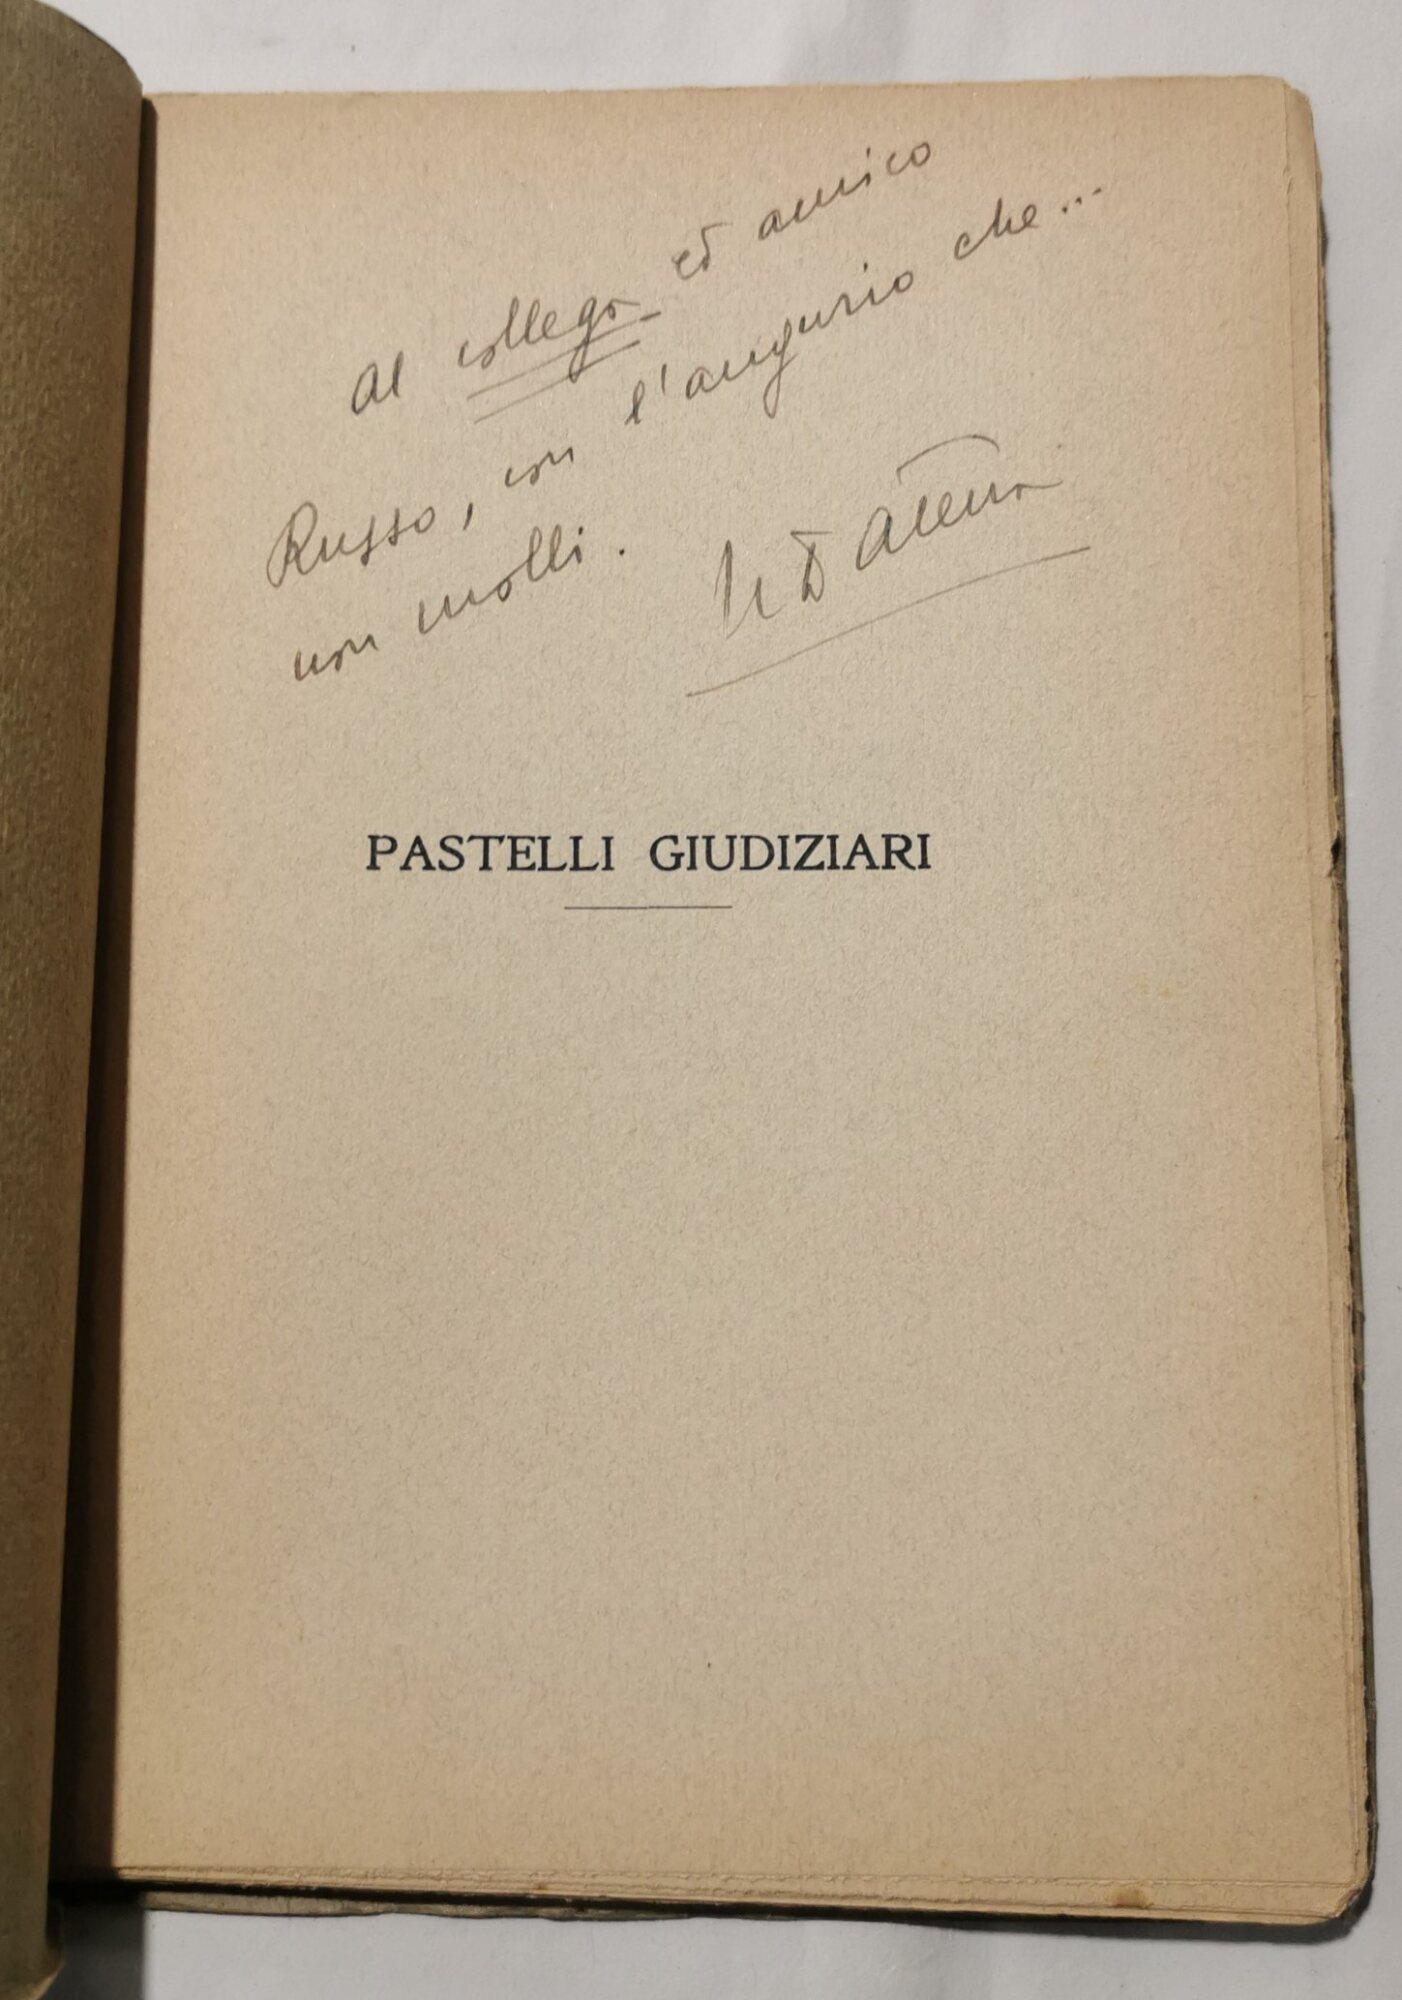 Al collega ed amico
Russo, con l'augurio che...
non molli.
PASTELLI GIUDIZIARI